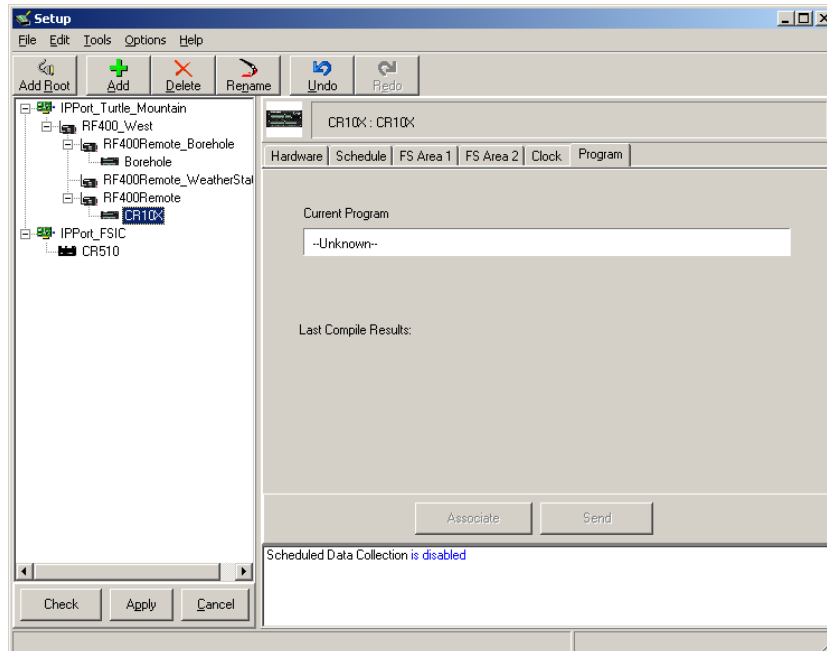 Setup
File Edit Tools Options Help
Add Root Add Delete Rename Undo Redo
IPPort_Turtle_Mountain
RF400_West
RF400Remote_Borehole
Borehole
RF400Remote_WeatherStat
RF400Remote
CR10X
IPPort_FSIC
CR510
CR10X : CR10X
Hardware Schedule FS Area 1 FS Area 2 Clock Program
Current Program
--Unknown--
Last Compile Results:
Associate Send
Scheduled Data Collection is disabled
Check Apply Cancel